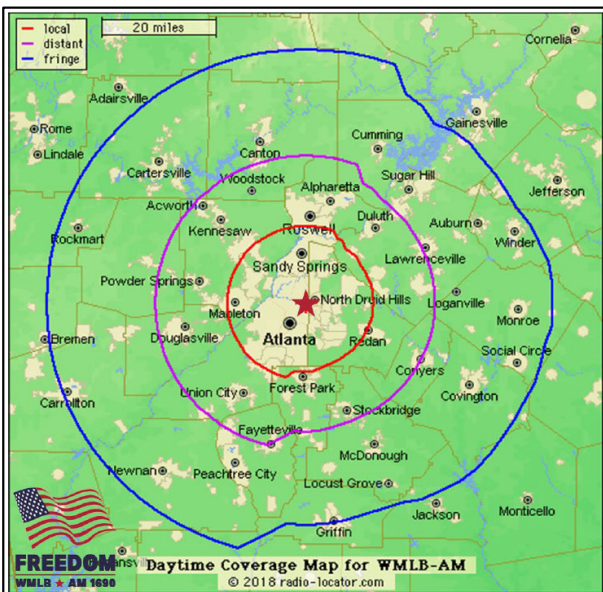 local
distant
fringe
20 miles
Cornelia
Adairsville
Rome
Lindale
Gainesville
Canton
Cumming
Cartersville
Woodstock
Alpharetta
Sugar Hill
Jefferson
Acworth
Kennesaw
Roswell
Duluth
Auburn
Winder
Rockmart
Sandy Springs
Lawrenceville
Powder Springs
Mableton
North Druid Hills
Loganville
Monroe
Atlanta
Redan
Douglasville
Bremen
Social Circle
Conyers
Forest Park
Covington
Carrollton
Union City
Stockbridge
Fayetteville
McDonough
Newnan
Peachtree City
Locust Grove
Jackson
Monticello
Griffin
FREEDOM
WMLB ★ AM 1690
Daytime Coverage Map for WMLB-AM
© 2018 radio-locator.com